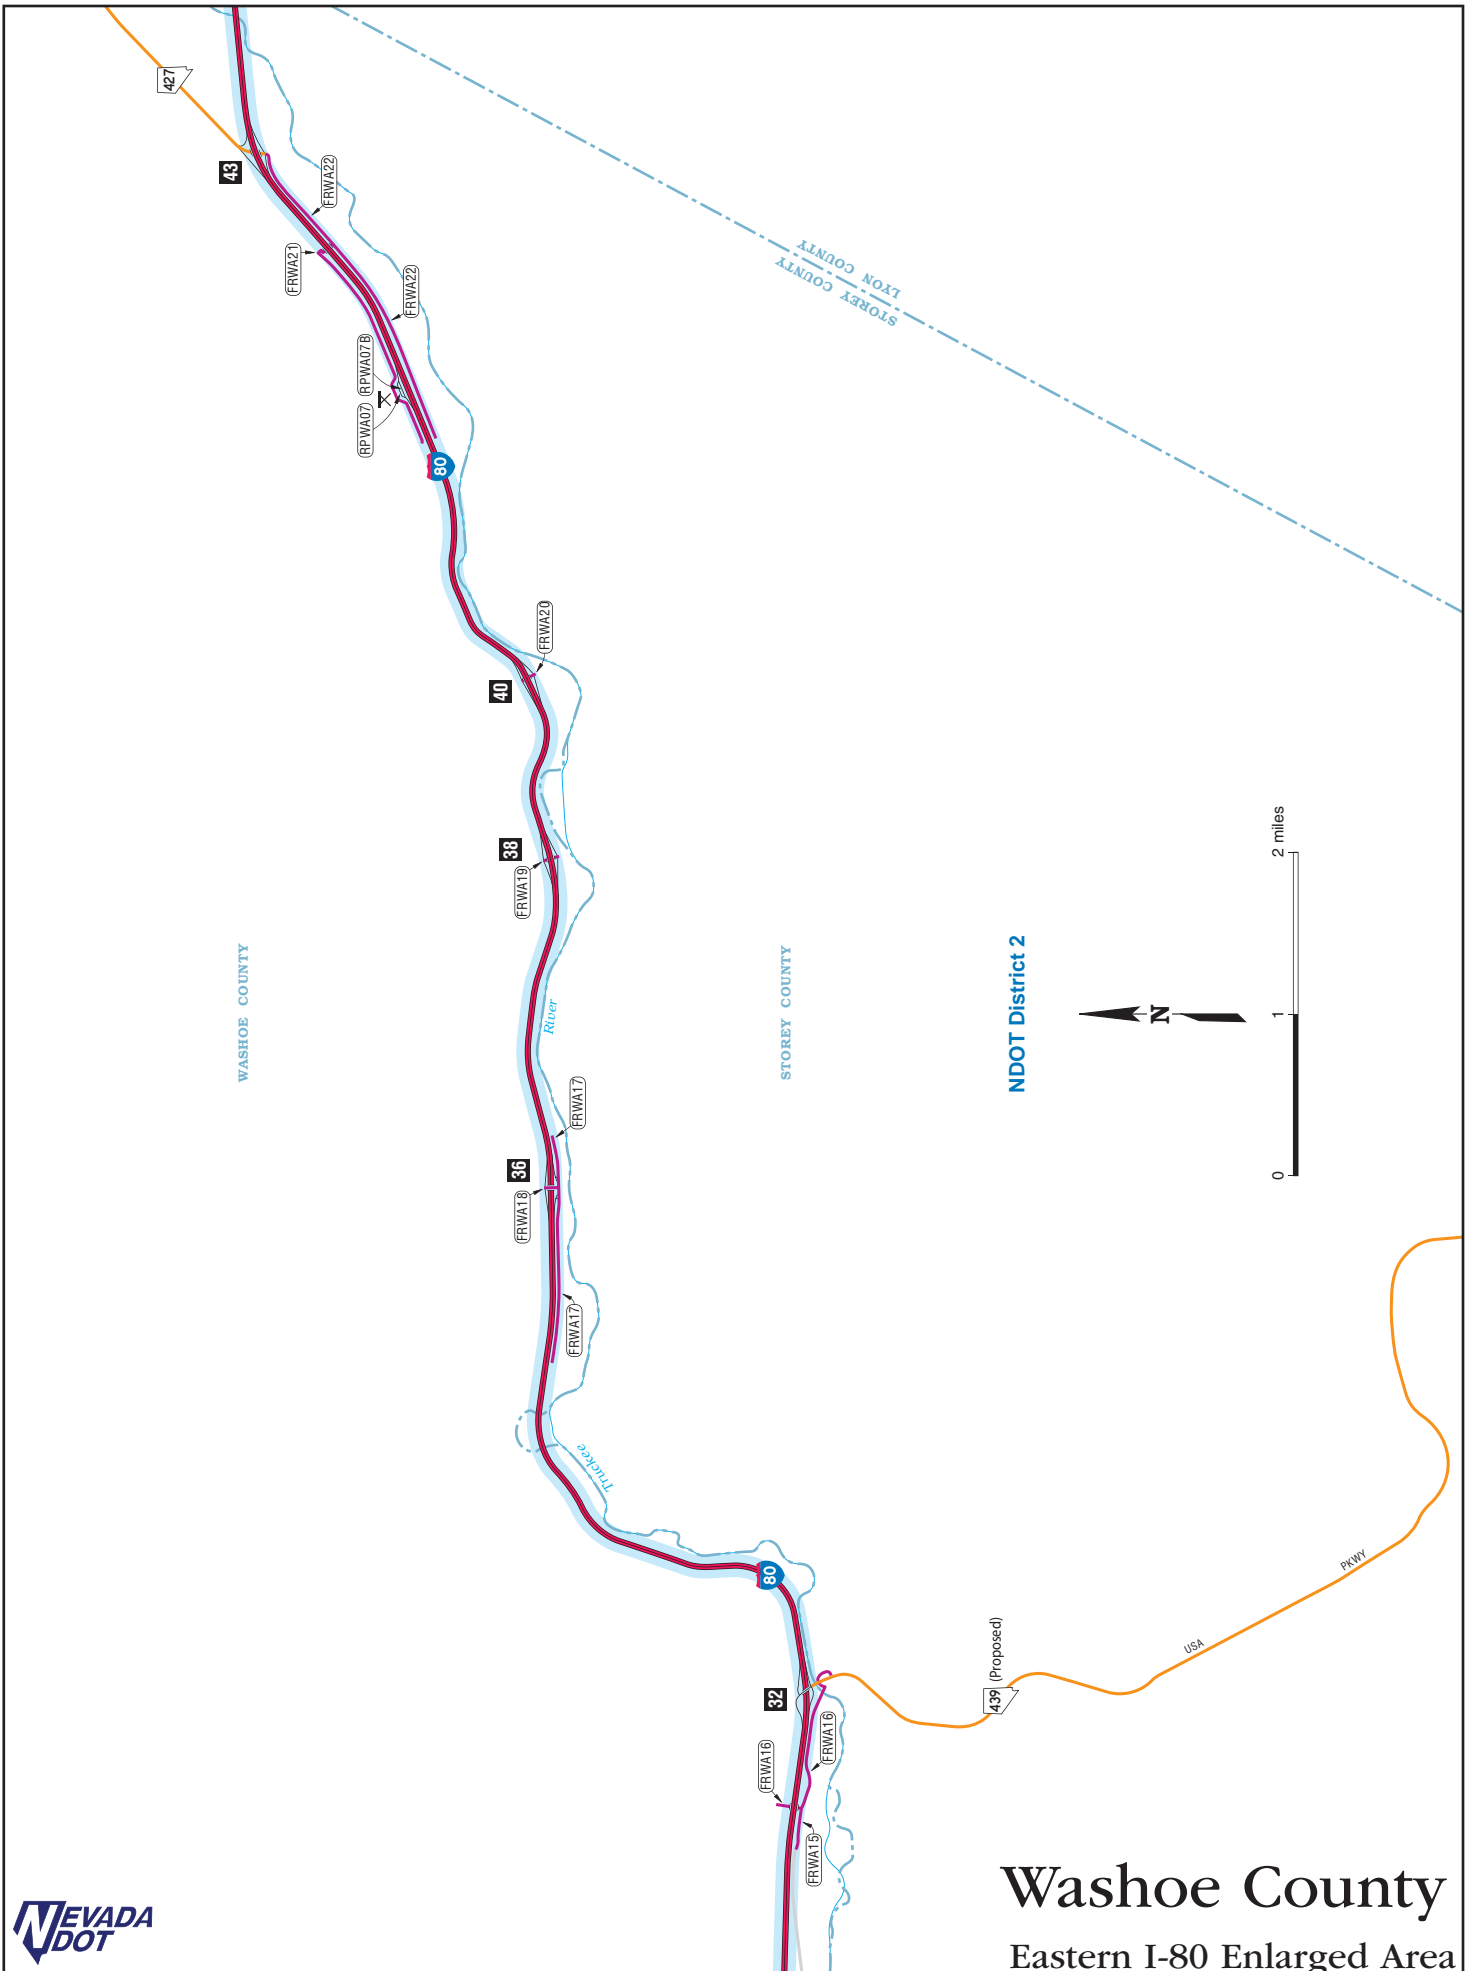 427
43
FRWA22
FRWA21
FRWA22
RPWA07B
RPWA07
80
LYON COUNTY
STOREY COUNTY
FRWA20
40
38
FRWA19
WASHOE COUNTY
River
STOREY COUNTY
NDOT District 2
N
0
1
2 miles
FRWA17
36
FRWA18
FRWA17
Truckee
80
32
FRWA16
FRWA16
FRWA15
439 (Proposed)
USA
PKWY
NEVADA
DOT
Washoe County
Eastern I-80 Enlarged Area